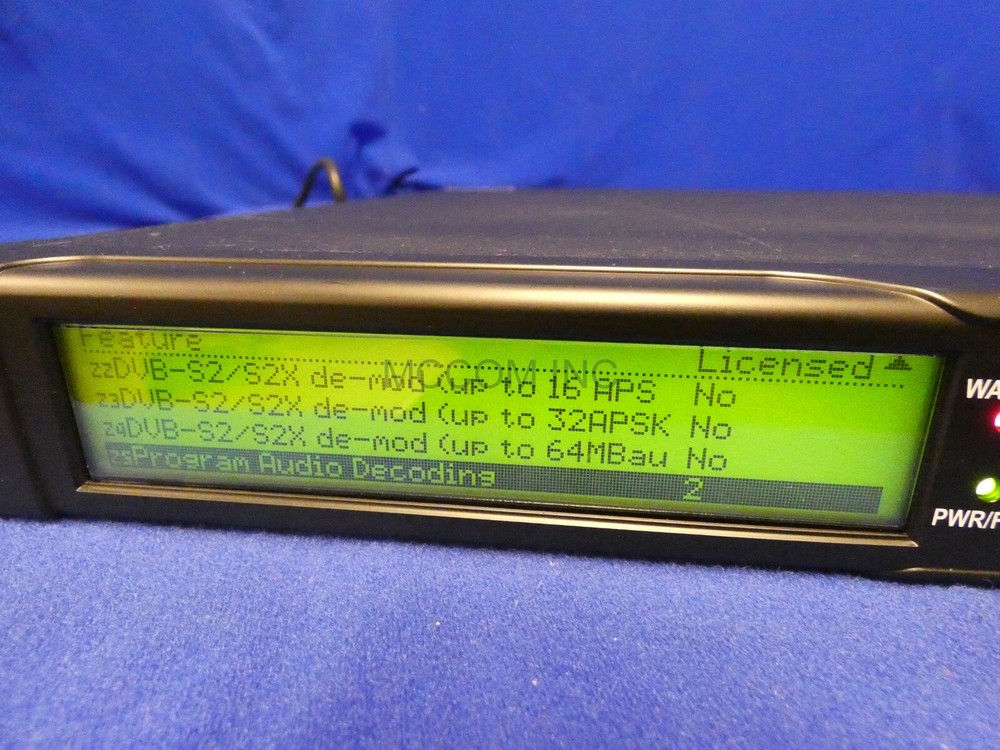 Feature Licensed
22DVB-S2/S2X de-mod (up to 16 APS No
23DVB-S2/S2X de-mod (up to 32APSK No
24DVB-S2/S2X de-mod (up to 64MBau No
25Program Audio Decoding 2
MCCOM INC
WA
PWR/F